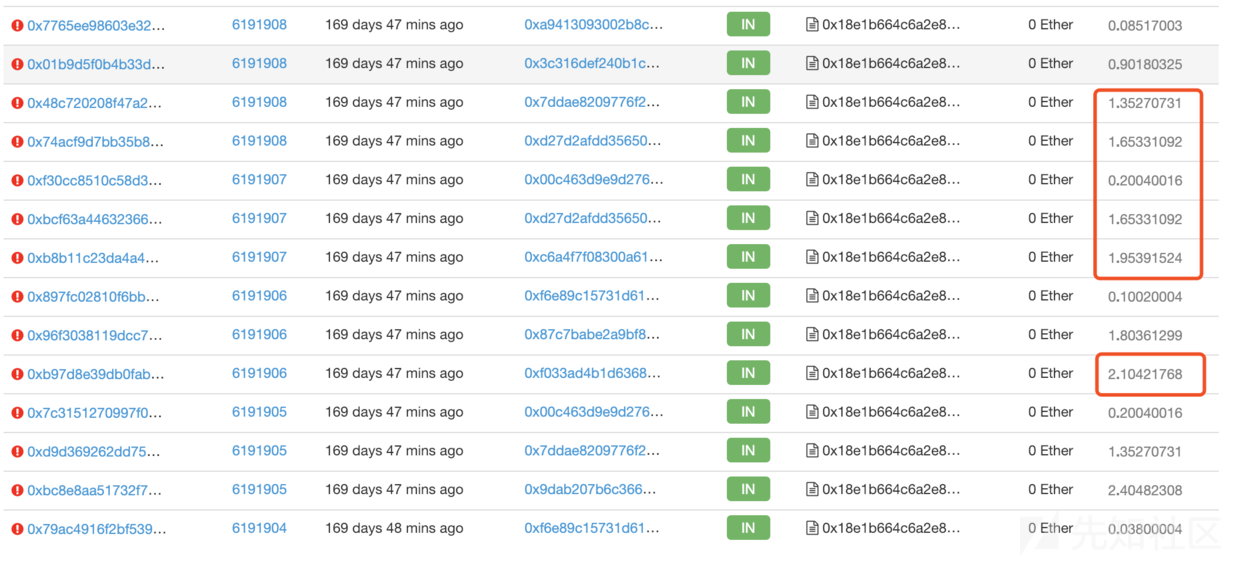 0x7765ee98603e32... 6191908 169 days 47 mins ago 0xa9413093002b8c... IN 0x18e1b664c6a2e8... 0 Ether 0.08517003
0x01b9d5f0b4b33d... 6191908 169 days 47 mins ago 0x3c316def240b1c... IN 0x18e1b664c6a2e8... 0 Ether 0.90180325
0x48c720208f47a2... 6191908 169 days 47 mins ago 0x7ddae8209776f2... IN 0x18e1b664c6a2e8... 0 Ether 1.35270731
0x74acf9d7bb35b8... 6191908 169 days 47 mins ago 0xd27d2afdd35650... IN 0x18e1b664c6a2e8... 0 Ether 1.65331092
0xf30cc8510c58d3... 6191907 169 days 47 mins ago 0x00c463d9e9d276... IN 0x18e1b664c6a2e8... 0 Ether 0.20040016
0xbcf63a44632366... 6191907 169 days 47 mins ago 0xd27d2afdd35650... IN 0x18e1b664c6a2e8... 0 Ether 1.65331092
0xb8b11c23da4a4... 6191907 169 days 47 mins ago 0xc6a4f7f08300a61... IN 0x18e1b664c6a2e8... 0 Ether 1.95391524
0x897fc02810f6bb... 6191906 169 days 47 mins ago 0xf6e89c15731d61... IN 0x18e1b664c6a2e8... 0 Ether 0.10020004
0x96f3038119dcc7... 6191906 169 days 47 mins ago 0x87c7babe2a9bf8... IN 0x18e1b664c6a2e8... 0 Ether 1.80361299
0xb97d8e39db0fab... 6191906 169 days 47 mins ago 0xf033ad4b1d6368... IN 0x18e1b664c6a2e8... 0 Ether 2.10421768
0x7c3151270997f0... 6191905 169 days 47 mins ago 0x00c463d9e9d276... IN 0x18e1b664c6a2e8... 0 Ether 0.20040016
0xd9d369262dd75... 6191905 169 days 47 mins ago 0x7ddae8209776f2... IN 0x18e1b664c6a2e8... 0 Ether 1.35270731
0xbc8e8aa51732f7... 6191905 169 days 47 mins ago 0x9dab207b6c366... IN 0x18e1b664c6a2e8... 0 Ether 2.40482308
0x79ac4916f2bf539... 6191904 169 days 48 mins ago 0xf6e89c15731d61... IN 0x18e1b664c6a2e8... 0 Ether 0.03800004
先知社区